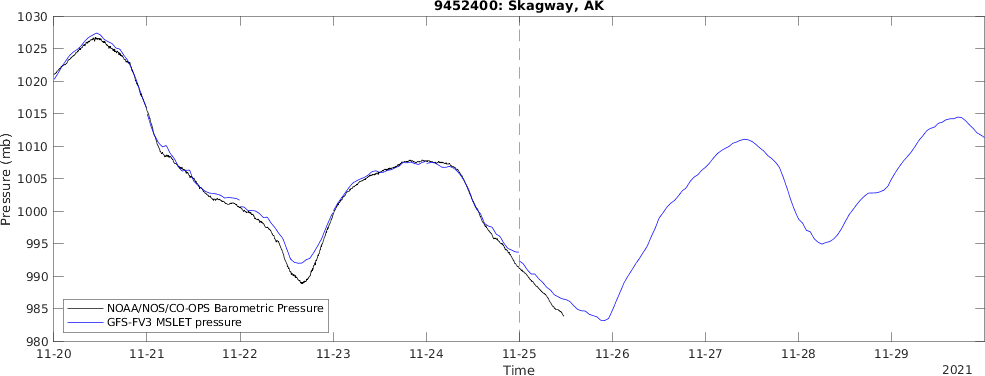 9452400: Skagway, AK
Pressure (mb)
1030
1025
1020
1015
1010
1005
1000
995
990
985
980
NOAA/NOS/CO-OPS Barometric Pressure
GFS-FV3 MSLET pressure
11-20 11-21 11-22 11-23 11-24 11-25 11-26 11-27 11-28 11-29
Time
2021